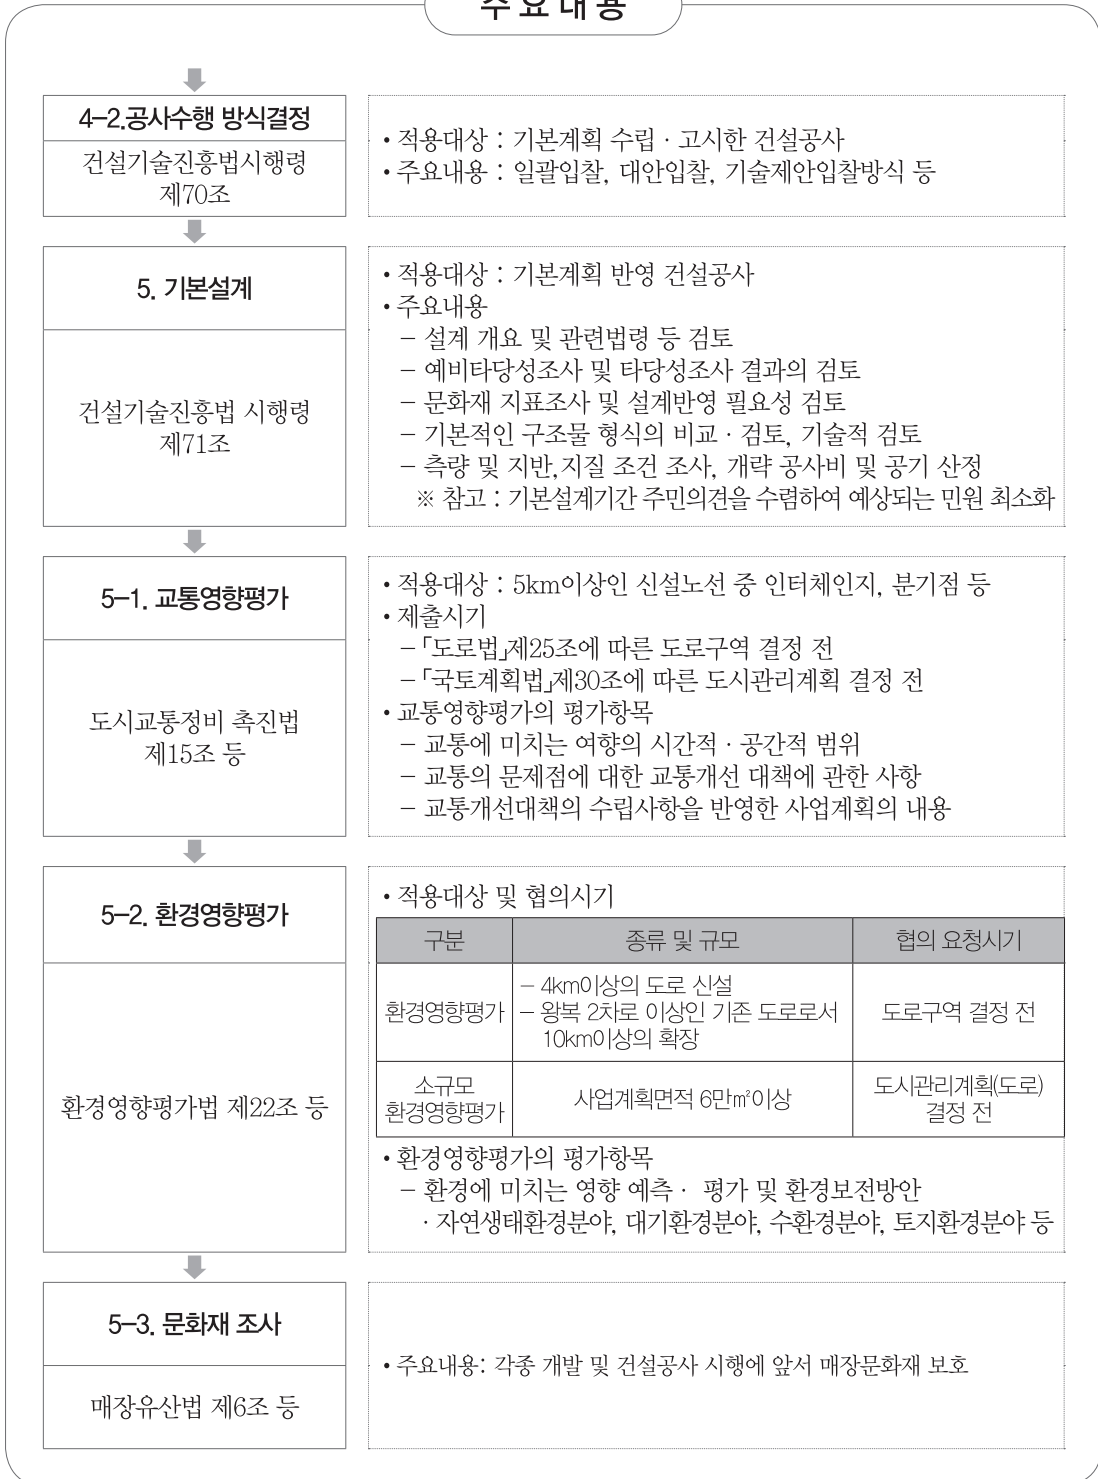 주요내용
4-2.공사수행 방식결정
건설기술진흥법시행령
제70조
• 적용대상 : 기본계획 수립 · 고시한 건설공사
• 주요내용 : 일괄입찰, 대안입찰, 기술제안입찰방식 등
5. 기본설계
건설기술진흥법 시행령
제71조
• 적용대상 : 기본계획 반영 건설공사
• 주요내용
- 설계 개요 및 관련법령 등 검토
- 예비타당성조사 및 타당성조사 결과의 검토
- 문화재 지표조사 및 설계반영 필요성 검토
- 기본적인 구조물 형식의 비교 · 검토, 기술적 검토
- 측량 및 지반,지질 조건 조사, 개략 공사비 및 공기 산정
※ 참고 : 기본설계기간 주민의견을 수렴하여 예상되는 민원 최소화
5-1. 교통영향평가
도시교통정비 촉진법
제15조 등
• 적용대상 : 5km이상인 신설노선 중 인터체인지, 분기점 등
• 제출시기
-「도로법」제25조에 따른 도로구역 결정 전
-「국토계획법」제30조에 따른 도시관리계획 결정 전
• 교통영향평가의 평가항목
- 교통에 미치는 여향의 시간적 · 공간적 범위
- 교통의 문제점에 대한 교통개선 대책에 관한 사항
- 교통개선대책의 수립사항을 반영한 사업계획의 내용
5-2. 환경영향평가
환경영향평가법 제22조 등
• 적용대상 및 협의시기
구분 종류 및 규모 협의 요청시기
환경영향평가
- 4km이상의 도로 신설
- 왕복 2차로 이상인 기존 도로로서
10km이상의 확장
도로구역 결정 전
소규모
환경영향평가
사업계획면적 6만㎡이상
도시관리계획(도로)
결정 전
• 환경영향평가의 평가항목
- 환경에 미치는 영향 예측 · 평가 및 환경보전방안
· 자연생태환경분야, 대기환경분야, 수환경분야, 토지환경분야 등
5-3. 문화재 조사
매장유산법 제6조 등
• 주요내용: 각종 개발 및 건설공사 시행에 앞서 매장문화재 보호